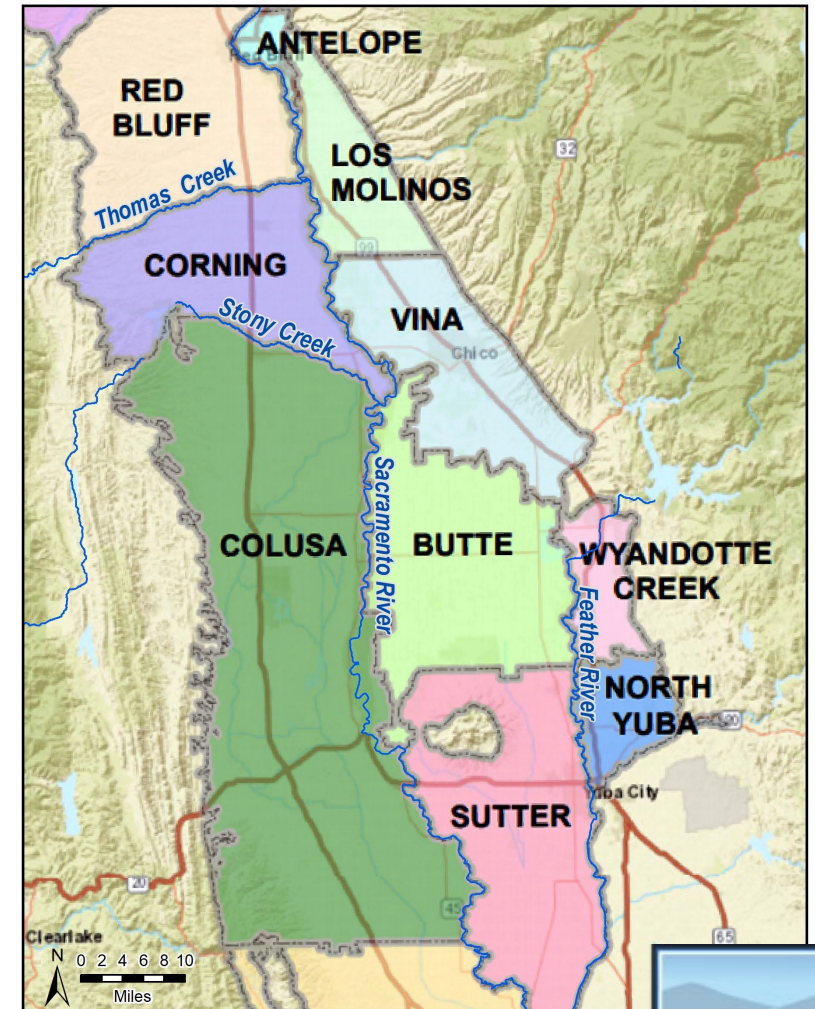 ANTELOPE
Red Bluff
RED
BLUFF
32
LOS
MOLINOS
Thomas Creek
99
CORNING
Stony Creek
VINA
Chico
Sacramento River
COLUSA
BUTTE
WYANDOTTE
CREEK
Feather River
NORTH
YUBA
20
Yuba City
SUTTER
20
45
65
Clearlake
N
0 2 4 6 8 10
Miles